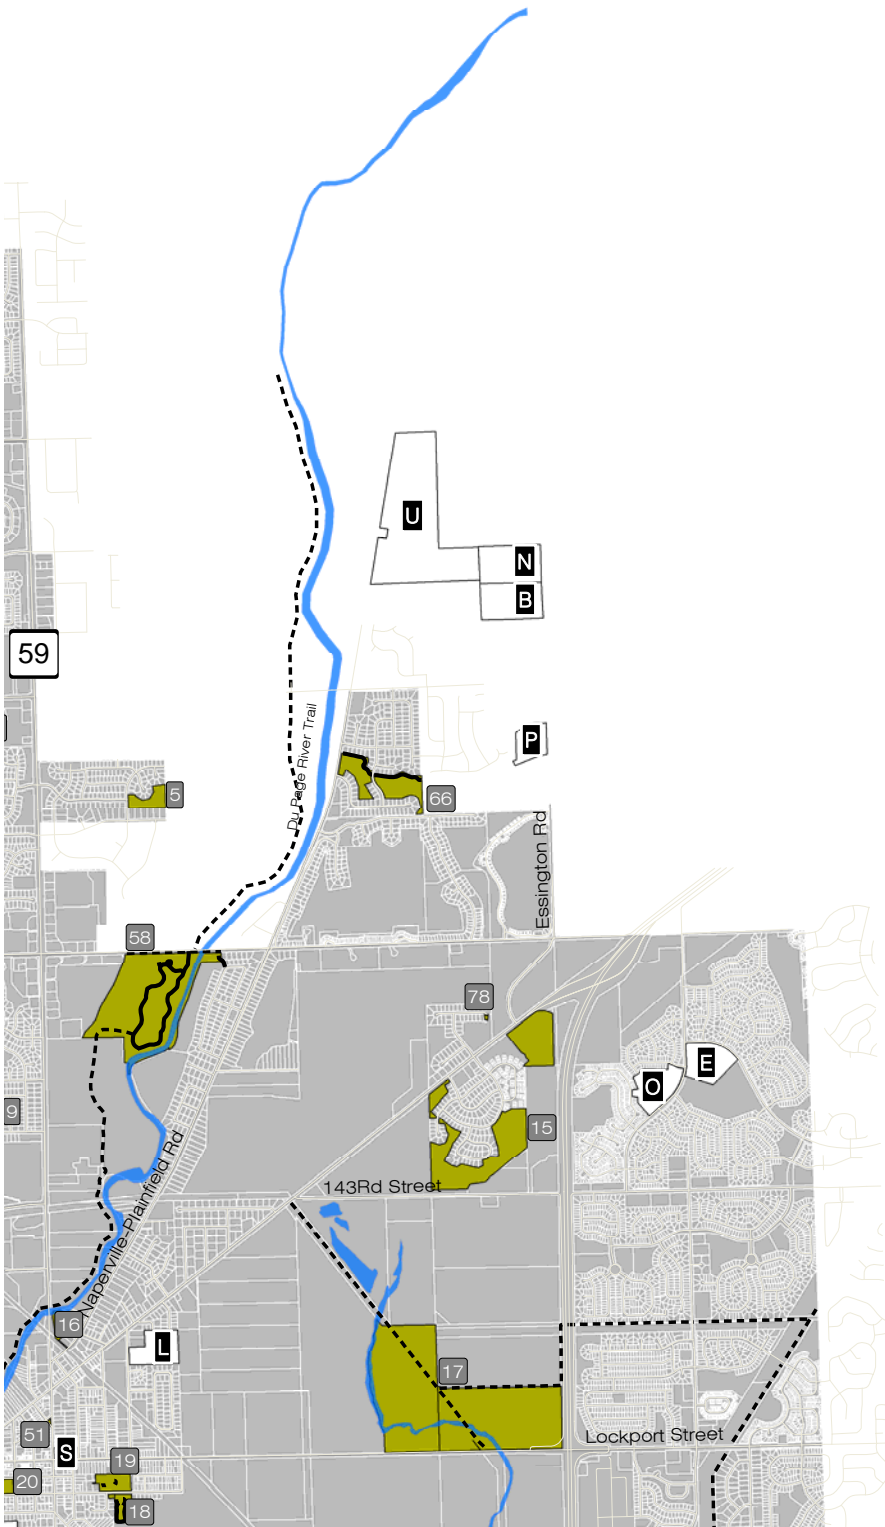 U
N
B
59
P
Du Page River Trail
5
66
Essington Rd
58
78
E
O
9
15
Naperville-Plainfield Rd
143Rd Street
16
L
17
51
S
Lockport Street
19
20
18